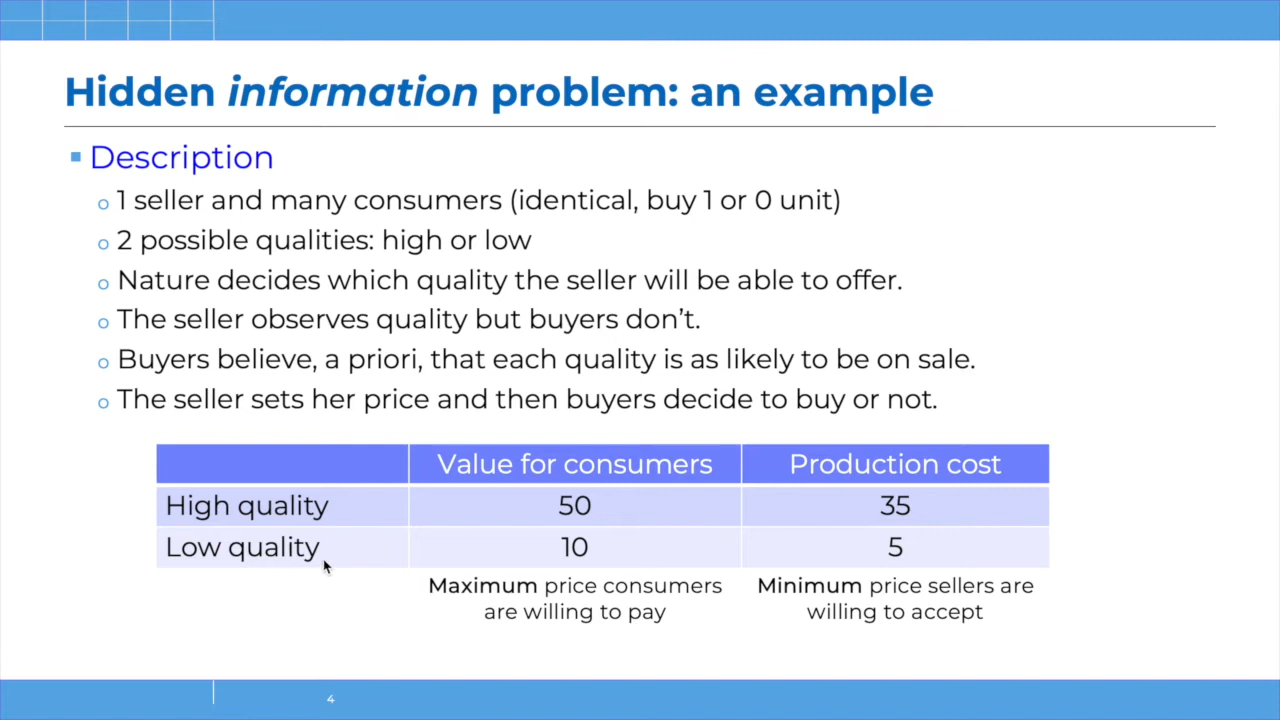 Hidden information problem: an example
Description
1 seller and many consumers (identical, buy 1 or 0 unit)
2 possible qualities: high or low
Nature decides which quality the seller will be able to offer.
The seller observes quality but buyers don’t.
Buyers believe, a priori, that each quality is as likely to be on sale.
The seller sets her price and then buyers decide to buy or not.
Value for consumers Production cost
High quality 50 35
Low quality 10 5
Maximum price consumers Minimum price sellers are
are willing to pay willing to accept
4